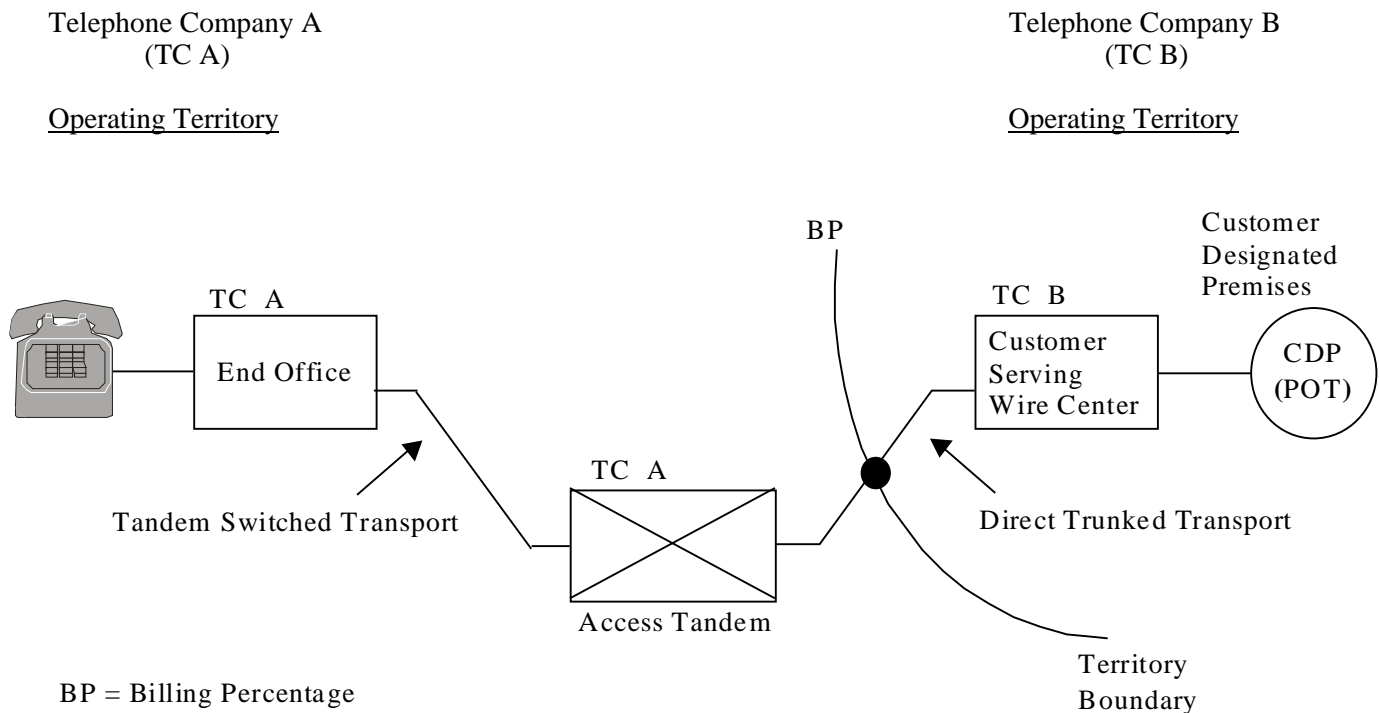 Telephone Company A
(TC A)
Operating Territory
Telephone Company B
(TC B)
Operating Territory
BP
Customer
Designated
Premises
TC A
End Office
TC B
Customer
Serving
Wire Center
CDP
(POT)
Tandem Switched Transport
TC A
Access Tandem
Direct Trunked Transport
Territory
Boundary
BP = Billing Percentage